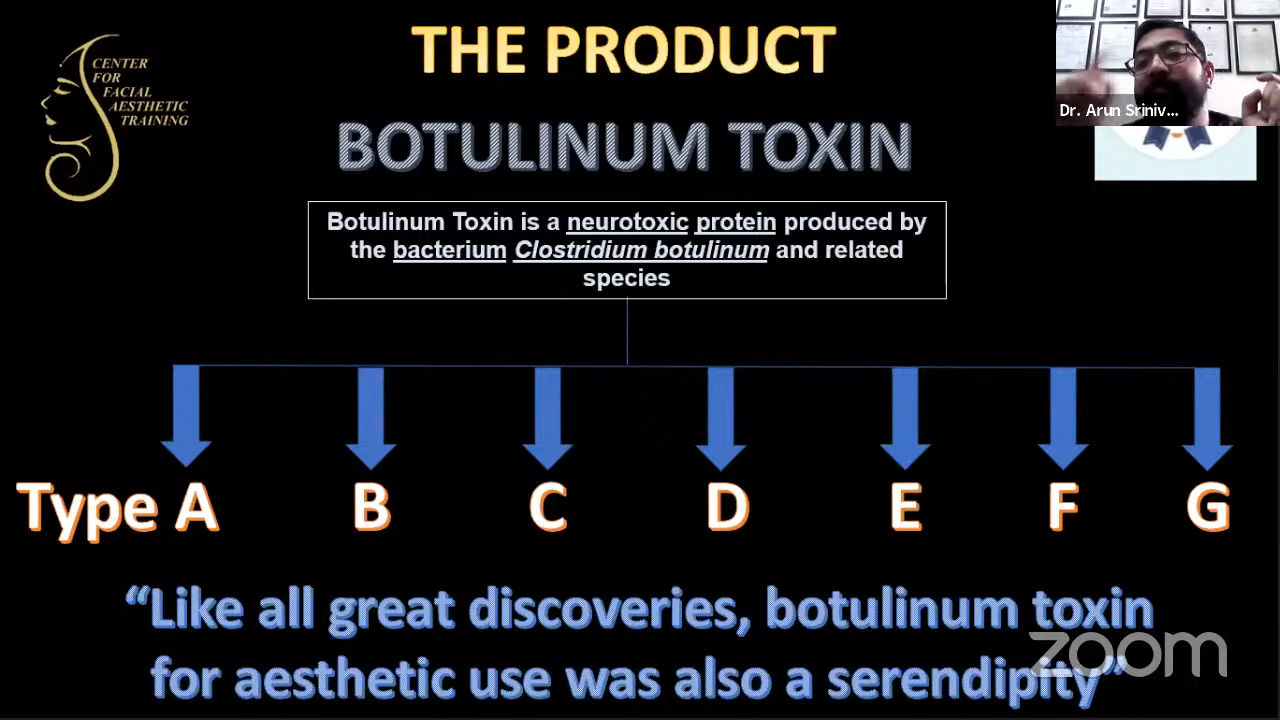 CENTER
FOR
FACIAL
AESTHETIC
TRAINING
THE PRODUCT
Dr. Arun Sriniv...
BOTULINUM TOXIN
Botulinum Toxin is a neurotoxic protein produced by
the bacterium Clostridium botulinum and related
species
Type A B C D E F G
“Like all great discoveries, botulinum toxin
for aesthetic use was also a serendipity”
zoom